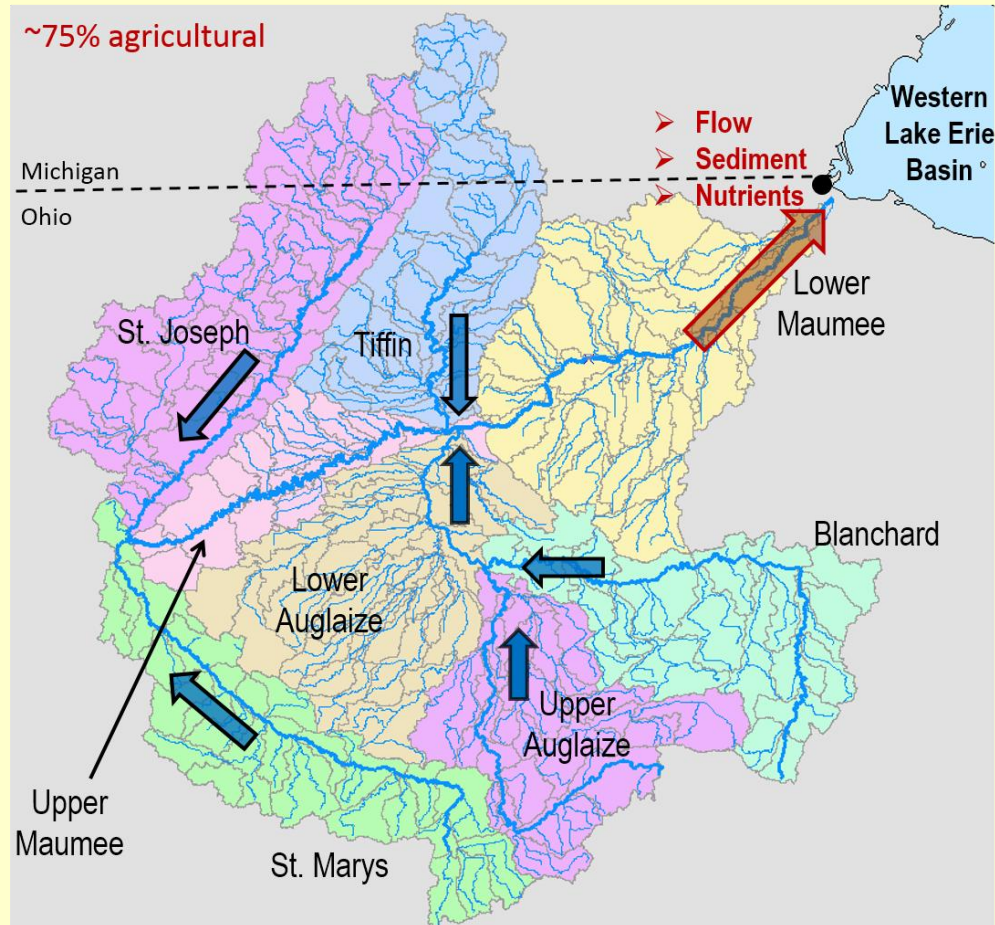 ~75% agricultural
Western
Lake Erie
Basin
➢ Flow
➢ Sediment
➢ Nutrients
Michigan
Ohio
Lower
Maumee
St. Joseph
Tiffin
Blanchard
Lower
Auglaize
Upper
Auglaize
Upper
Maumee
St. Marys